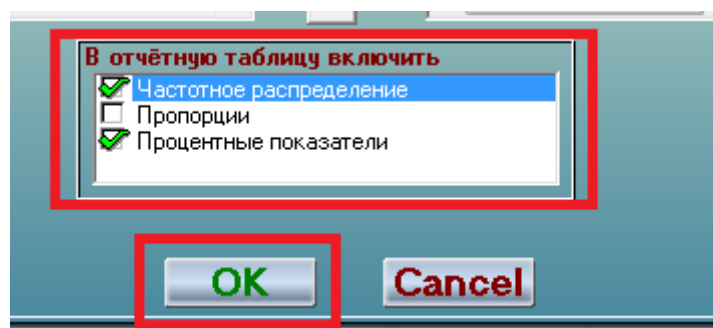 В отчётную таблицу включить
Частотное распределение
Пропорции
Процентные показатели
OK Cancel